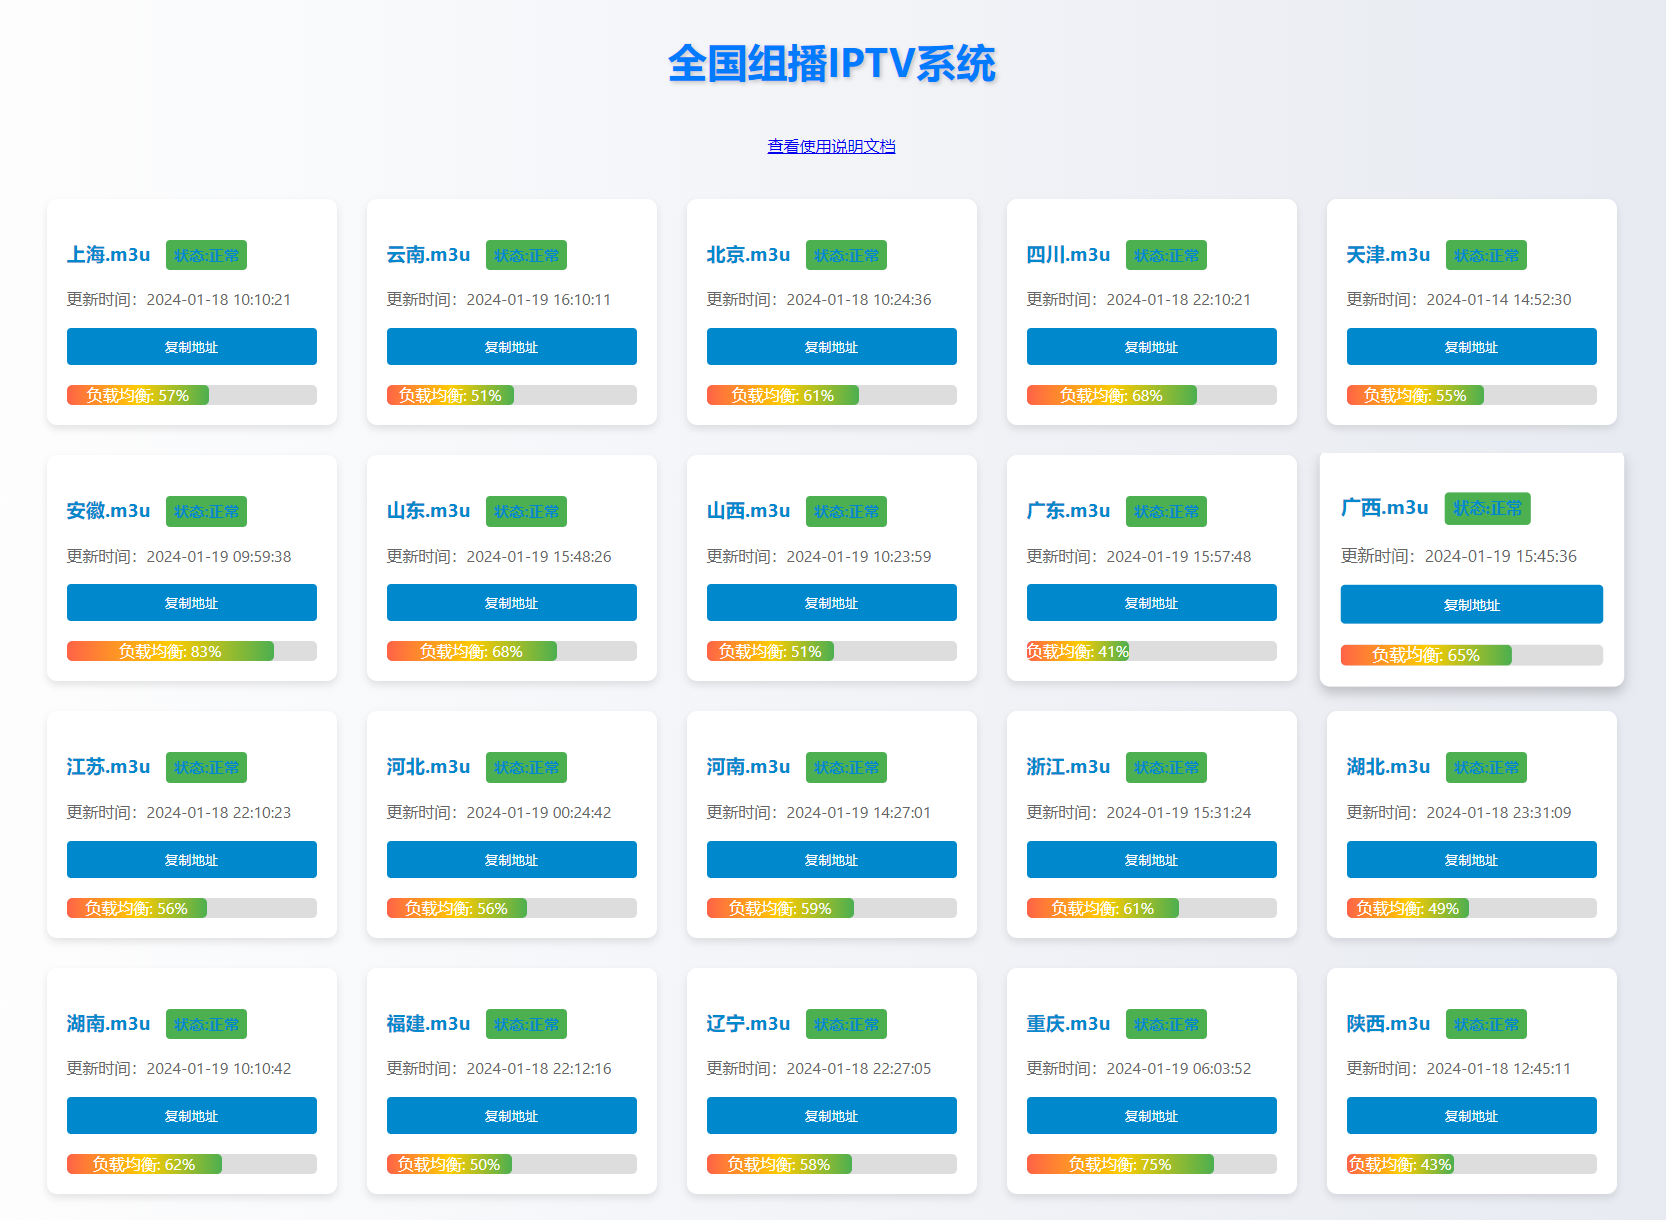 全国组播IPTV系统
查看使用说明文档
上海.m3u 状态:正常
更新时间：2024-01-18 10:10:21
复制地址
负载均衡: 57%
云南.m3u 状态:正常
更新时间：2024-01-19 16:10:11
复制地址
负载均衡: 51%
北京.m3u 状态:正常
更新时间：2024-01-18 10:24:36
复制地址
负载均衡: 61%
四川.m3u 状态:正常
更新时间：2024-01-18 22:10:21
复制地址
负载均衡: 68%
天津.m3u 状态:正常
更新时间：2024-01-14 14:52:30
复制地址
负载均衡: 55%
安徽.m3u 状态:正常
更新时间：2024-01-19 09:59:38
复制地址
负载均衡: 83%
山东.m3u 状态:正常
更新时间：2024-01-19 15:48:26
复制地址
负载均衡: 68%
山西.m3u 状态:正常
更新时间：2024-01-19 10:23:59
复制地址
负载均衡: 51%
广东.m3u 状态:正常
更新时间：2024-01-19 15:57:48
复制地址
负载均衡: 41%
广西.m3u 状态:正常
更新时间：2024-01-19 15:45:36
复制地址
负载均衡: 65%
江苏.m3u 状态:正常
更新时间：2024-01-18 22:10:23
复制地址
负载均衡: 56%
河北.m3u 状态:正常
更新时间：2024-01-19 00:24:42
复制地址
负载均衡: 56%
河南.m3u 状态:正常
更新时间：2024-01-19 14:27:01
复制地址
负载均衡: 59%
浙江.m3u 状态:正常
更新时间：2024-01-19 15:31:24
复制地址
负载均衡: 61%
湖北.m3u 状态:正常
更新时间：2024-01-18 23:31:09
复制地址
负载均衡: 49%
湖南.m3u 状态:正常
更新时间：2024-01-19 10:10:42
复制地址
负载均衡: 62%
福建.m3u 状态:正常
更新时间：2024-01-18 22:12:16
复制地址
负载均衡: 50%
辽宁.m3u 状态:正常
更新时间：2024-01-18 22:27:05
复制地址
负载均衡: 58%
重庆.m3u 状态:正常
更新时间：2024-01-19 06:03:52
复制地址
负载均衡: 75%
陕西.m3u 状态:正常
更新时间：2024-01-18 12:45:11
复制地址
负载均衡: 43%